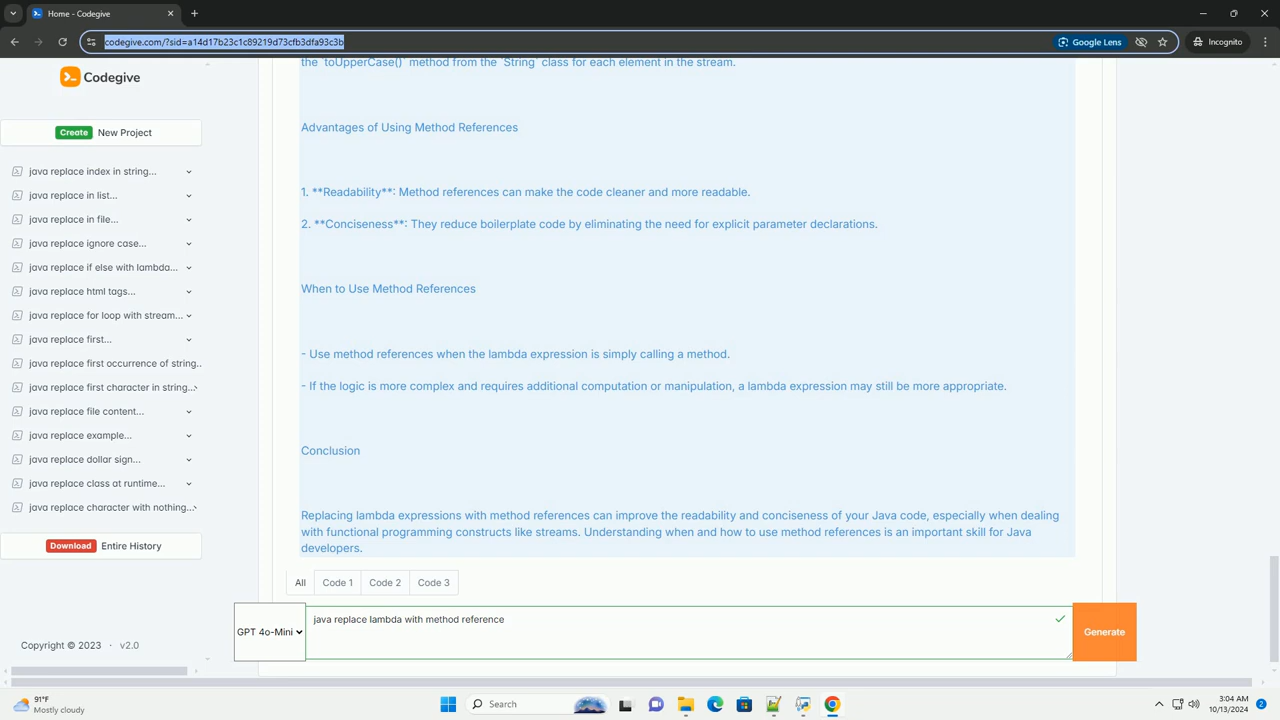 Home - Codegive
codegive.com/?sid=a14d17b23c1c89219d73cfb3dfa93c3b
Google Lens
Incognito
Codegive
Create New Project
java replace index in string...
java replace in list...
java replace in file...
java replace ignore case...
java replace if else with lambda...
java replace html tags...
java replace for loop with stream...
java replace first...
java replace first occurrence of string..
java replace first character in string...
java replace file content...
java replace example...
java replace dollar sign...
java replace class at runtime...
java replace character with nothing...
Download Entire History
Copyright © 2023 · v2.0
the `toUpperCase()` method from the `String` class for each element in the stream.
Advantages of Using Method References
1. **Readability**: Method references can make the code cleaner and more readable.
2. **Conciseness**: They reduce boilerplate code by eliminating the need for explicit parameter declarations.
When to Use Method References
- Use method references when the lambda expression is simply calling a method.
- If the logic is more complex and requires additional computation or manipulation, a lambda expression may still be more appropriate.
Conclusion
Replacing lambda expressions with method references can improve the readability and conciseness of your Java code, especially when dealing
with functional programming constructs like streams. Understanding when and how to use method references is an important skill for Java
developers.
All Code 1 Code 2 Code 3
GPT 4o-Mini
java replace lambda with method reference
Generate
91°F
Mostly cloudy
Search
3:04 AM
10/13/2024
2